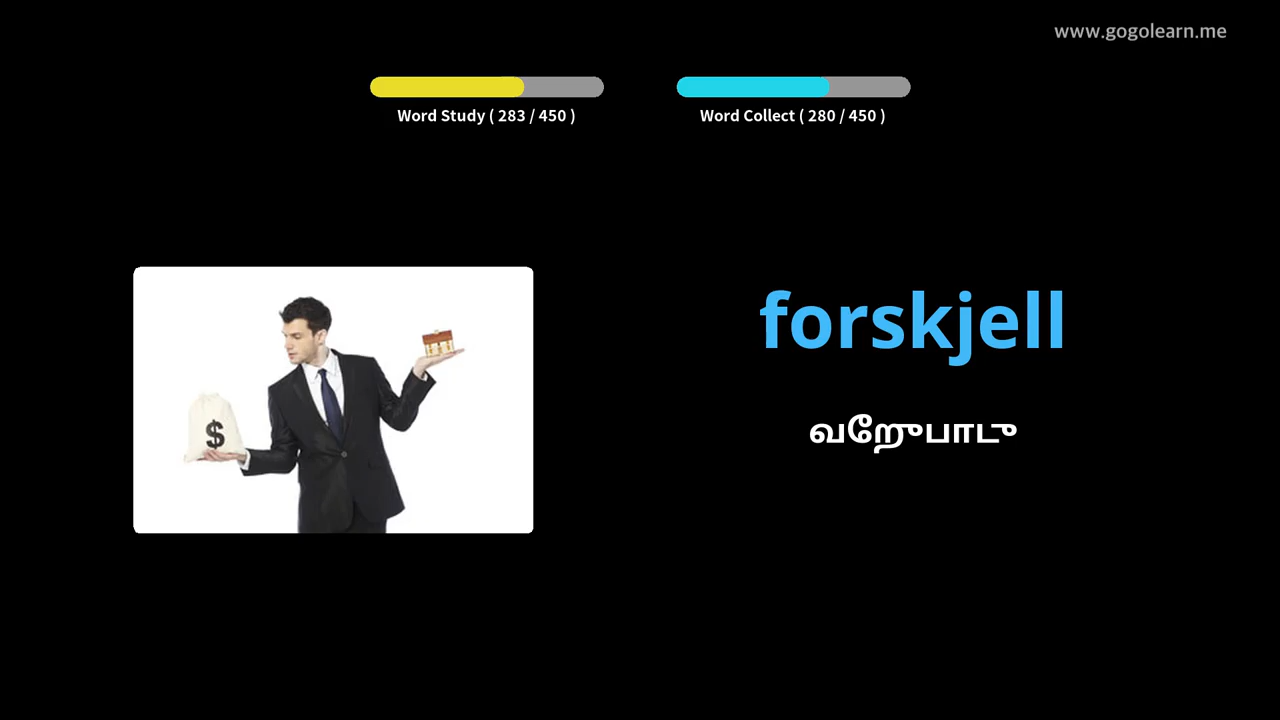 www.gogolearn.me
Word Study ( 283 / 450 )
Word Collect ( 280 / 450 )
forskjell
$
வேறுபாடு